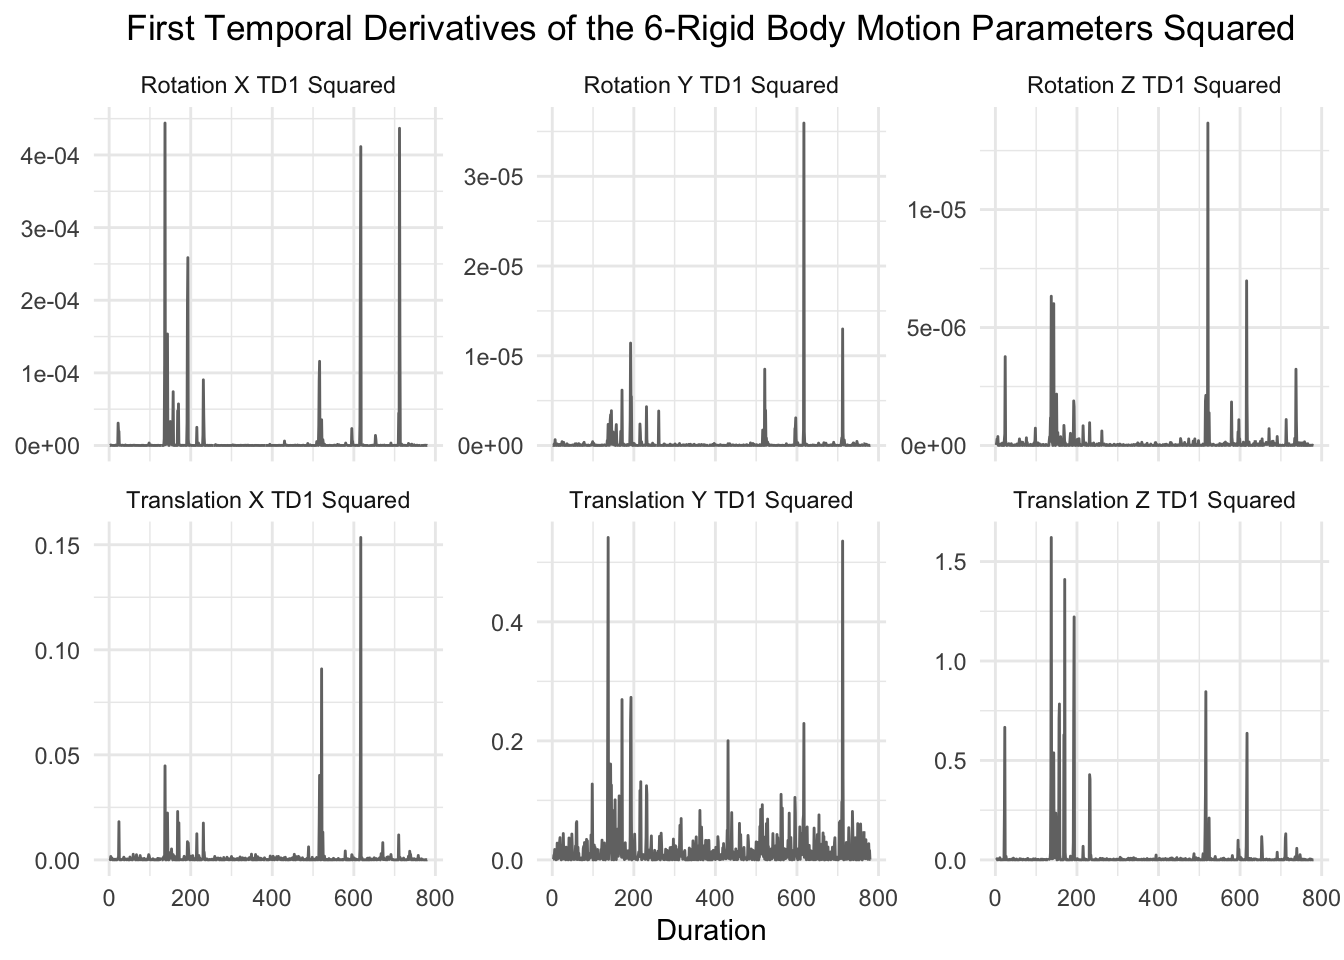 First Temporal Derivatives of the 6-Rigid Body Motion Parameters Squared
Rotation X TD1 Squared
Rotation Y TD1 Squared
Rotation Z TD1 Squared
4e-04
3e-04
2e-04
1e-04
0e+00
3e-05
2e-05
1e-05
0e+00
1e-05
5e-06
0e+00
Translation X TD1 Squared
Translation Y TD1 Squared
Translation Z TD1 Squared
0.15
0.10
0.05
0.00
0.4
0.2
0.0
1.5
1.0
0.5
0.0
0 200 400 600 800
0 200 400 600 800
0 200 400 600 800
Duration